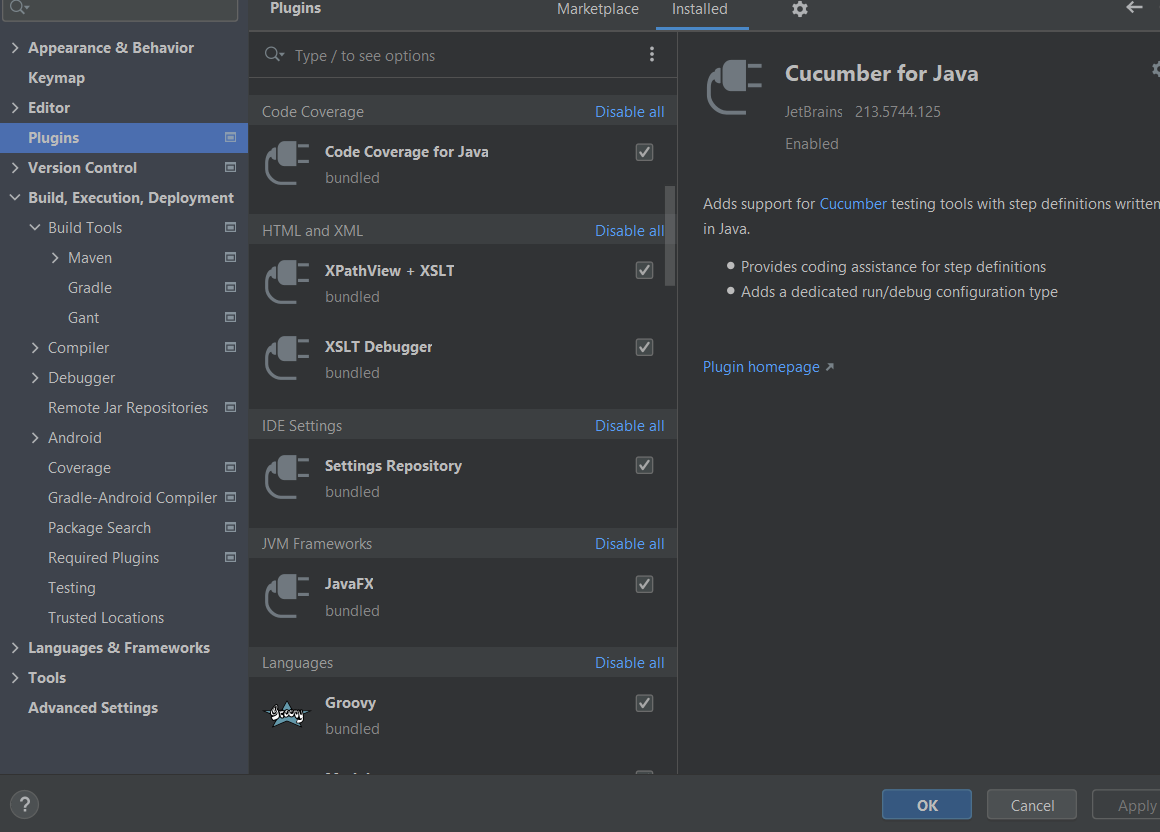 Plugins
Marketplace
Installed
Appearance & Behavior
Keymap
Editor
Plugins
Version Control
Build, Execution, Deployment
Build Tools
Maven
Gradle
Gant
Compiler
Debugger
Remote Jar Repositories
Android
Coverage
Gradle-Android Compiler
Package Search
Required Plugins
Testing
Trusted Locations
Languages & Frameworks
Tools
Advanced Settings
Type / to see options
Code Coverage Disable all
Code Coverage for Java
bundled
HTML and XML Disable all
XPathView + XSLT
bundled
XSLT Debugger
bundled
IDE Settings Disable all
Settings Repository
bundled
JVM Frameworks Disable all
JavaFX
bundled
Languages Disable all
Groovy
Groovy
bundled
Cucumber for Java
JetBrains 213.5744.125
Enabled
Adds support for Cucumber testing tools with step definitions written
in Java.
Provides coding assistance for step definitions
Adds a dedicated run/debug configuration type
Plugin homepage
?
OK
Cancel
Apply